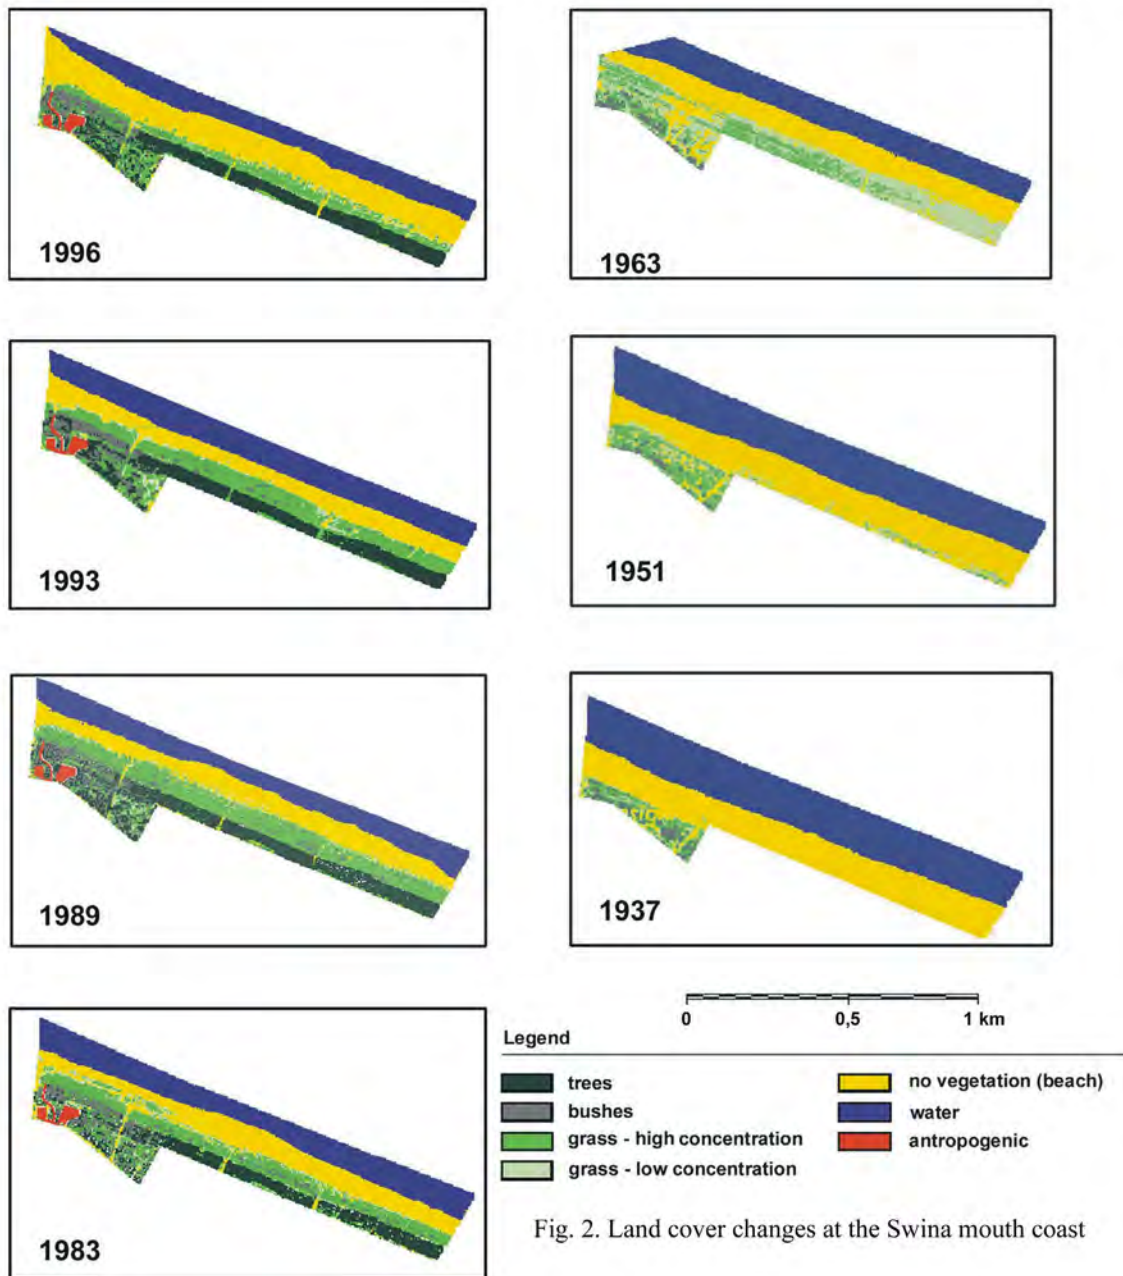 1996
1963
1993
1951
1989
1937
1983
0 0,5 1 km
Legend
trees
bushes
grass - high concentration
grass - low concentration
no vegetation (beach)
water
antropogenic
Fig. 2. Land cover changes at the Swina mouth coast